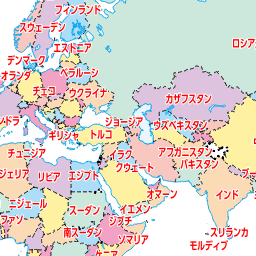 フィンランド
スウェーデン
エストニア
ロシア
デンマーク
オランダ
ベラルーシ
チェコ
ウクライナ
カザフスタン
ンドラ
ジョージア
ウズベキスタン
ギリシャ
トルコ
チュニジア
イラク
アフガニスタン
パキスタン
ジェリア
リビア
エジプト
クウェート
オマーン
インド
ニジェール
スーダン
イエメン
ファソ
ジブチ
南スーダン
ソマリア
スリランカ
モルディブ
ケニア